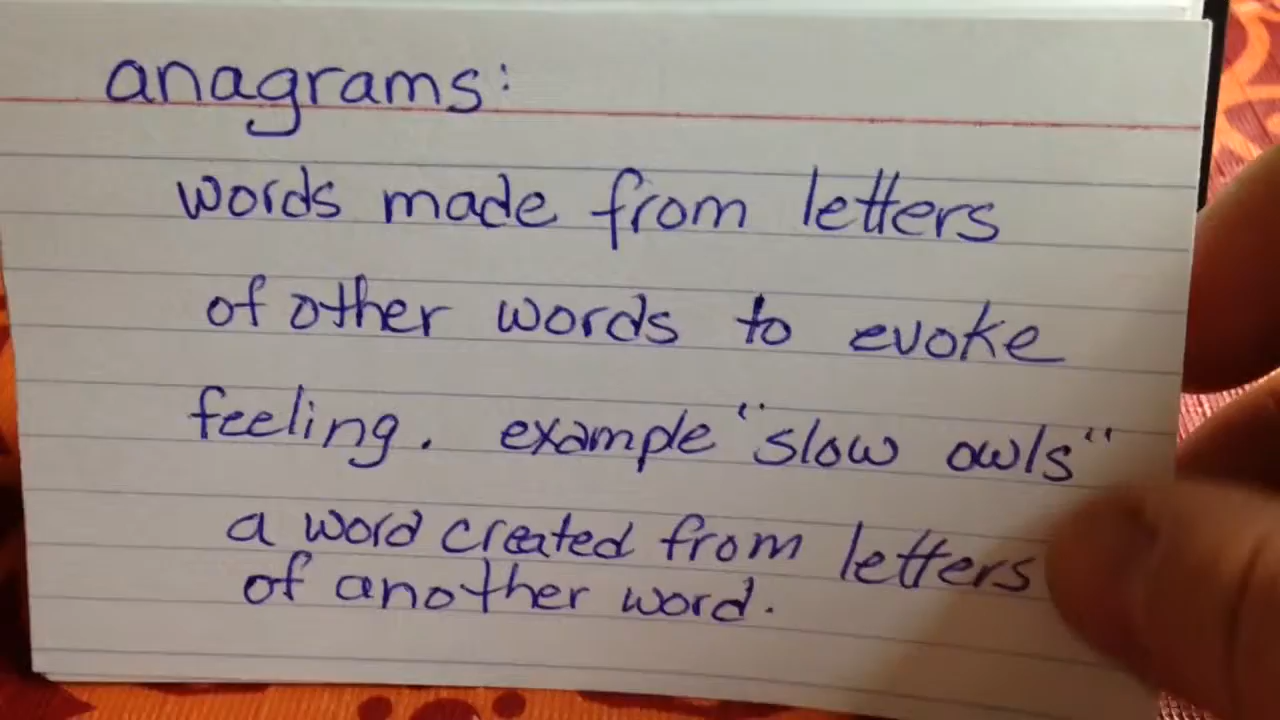 anagrams:
words made from letters
of other words to evoke
feeling. example "slow owls"
a word created from letters
of another word.